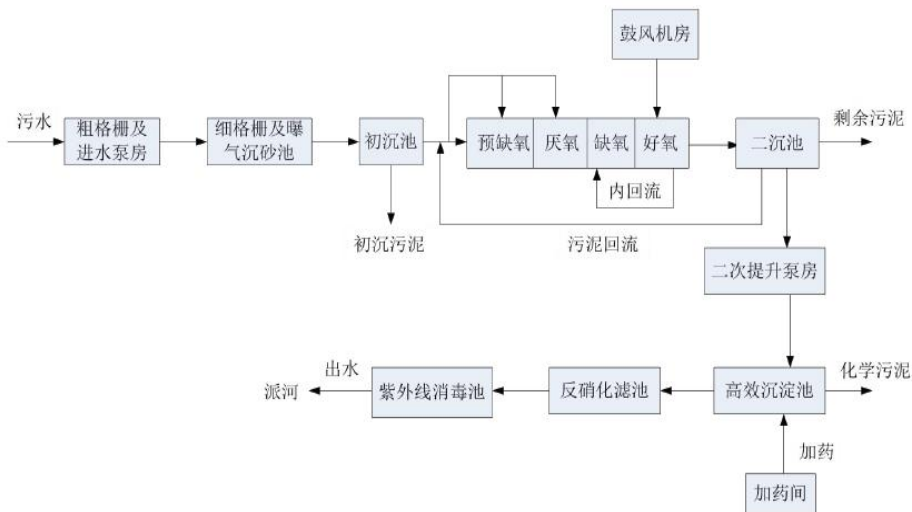 鼓风机房
污水
粗格栅及
进水泵房
细格栅及曝
气沉砂池
初沉池
预缺氧
厌氧
缺氧
好氧
二沉池
剩余污泥
内回流
初沉污泥
污泥回流
二次提升泵房
派河
出水
紫外线消毒池
反硝化滤池
高效沉淀池
化学污泥
加药
加药间